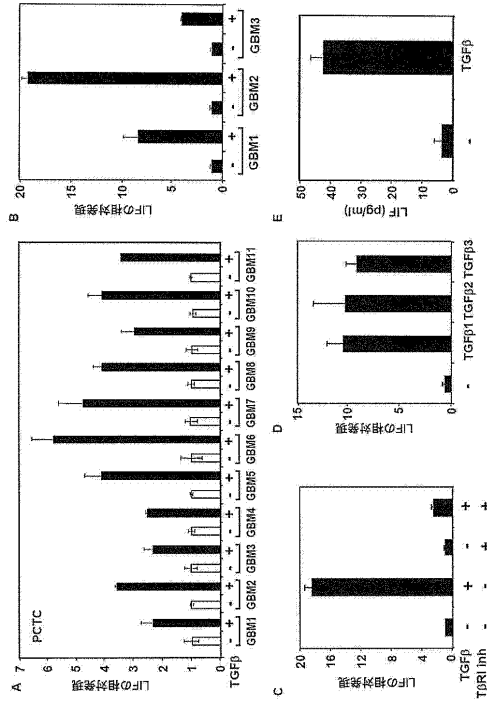 A
PCTC
LIFの相対発現
7
6
5
4
3
2
1
0
TGFβ
- + - + - + - + - + - + - + - + - + - + - +
GBM1 GBM2 GBM3 GBM4 GBM5 GBM6 GBM7 GBM8 GBM9 GBM10 GBM11
B
LIFの相対発現
20
15
10
5
0
- + - + - +
GBM1 GBM2 GBM3
C
LIFの相対発現
20
16
12
8
4
0
TGFβ - + - +
TβRI Inh - - + +
D
LIFの相対発現
15
10
5
0
- TGFβ1 TGFβ2 TGFβ3
E
LIF (pg/ml)
50
40
30
20
10
0
- TGFβ